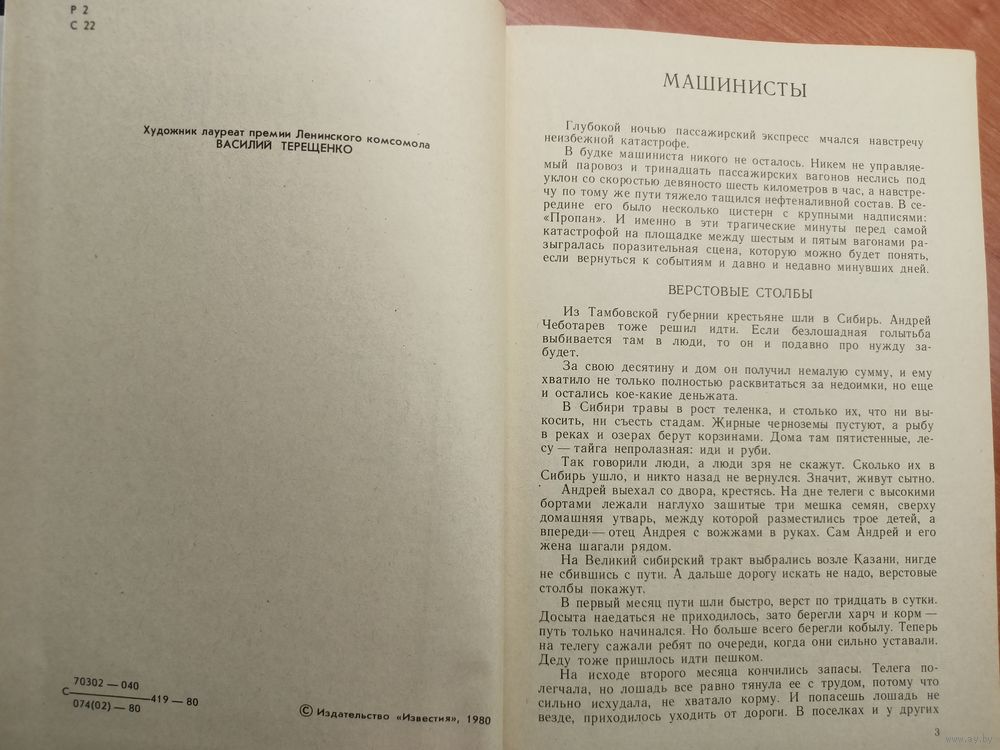 Р 2
С 22
Художник лауреат премии Ленинского комсомола
ВАСИЛИЙ ТЕРЕЩЕНКО
70302 — 040
С 419 — 80
074(02) — 80
© Издательство «Известия», 1980
МАШИНИСТЫ
Глубокой ночью пассажирский экспресс мчался навстречу
неизбежной катастрофе.
В будке машиниста никого не осталось. Никем не управляе-
мый паровоз и тринадцать пассажирских вагонов неслись под
уклон со скоростью девяносто шесть километров в час, а навстре-
чу по тому же пути тяжело тащился нефтеналивной состав. В се-
редине его было несколько цистерн с крупными надписями:
«Пропан». И именно в эти трагические минуты перед самой
катастрофой на площадке между шестым и пятым вагонами ра-
зыгралась поразительная сцена, которую можно будет понять,
если вернуться к событиям и давно и недавно минувших дней.
ВЕРСТОВЫЕ СТОЛБЫ
Из Тамбовской губернии крестьяне шли в Сибирь. Андрей
Чеботарев тоже решил идти. Если безлошадная голытьба
выбивается там в люди, то он и подавно про нужду за-
будет.
За свою десятину и дом он получил немалую сумму, и ему
хватило не только полностью расквитаться за недоимки, но еще
и остались кое-какие деньжата.
В Сибири травы в рост теленка, и столько их, что ни вы-
косить, ни съесть стадам. Жирные черноземы пустуют, а рыбу
в реках и озерах берут корзинами. Дома там пятистенные, ле-
су — тайга непролазная: иди и руби.
Так говорили люди, а люди зря не скажут. Сколько их в
Сибирь ушло, и никто назад не вернулся. Значит, живут сытно.
Андрей выехал со двора, крестясь. На дне телеги с высокими
бортами лежали наглухо зашитые три мешка семян, сверху
домашняя утварь, между которой разместились трое детей, а
впереди — отец Андрея с вожжами в руках. Сам Андрей и его
жена шагали рядом.
На Великий сибирский тракт выбрались возле Казани, нигде
не сбившись с пути. А дальше дорогу искать не надо, верстовые
столбы покажут.
В первый месяц пути шли быстро, верст по тридцать в сутки.
Досыта наедаться не приходилось, зато берегли харч и корм —
путь только начинался. Но больше всего берегли кобылу. Теперь
на телегу сажали ребят по очереди, когда они сильно уставали.
Деду тоже пришлось идти пешком.
На исходе второго месяца кончились запасы. Телега по-
легчала, но лошадь все равно тянула ее с трудом, потому что
сильно исхудала, не хватало корму. И попасешь лошадь не
везде, приходилось уходить от дороги. В поселках и у других
3
www.ay.by